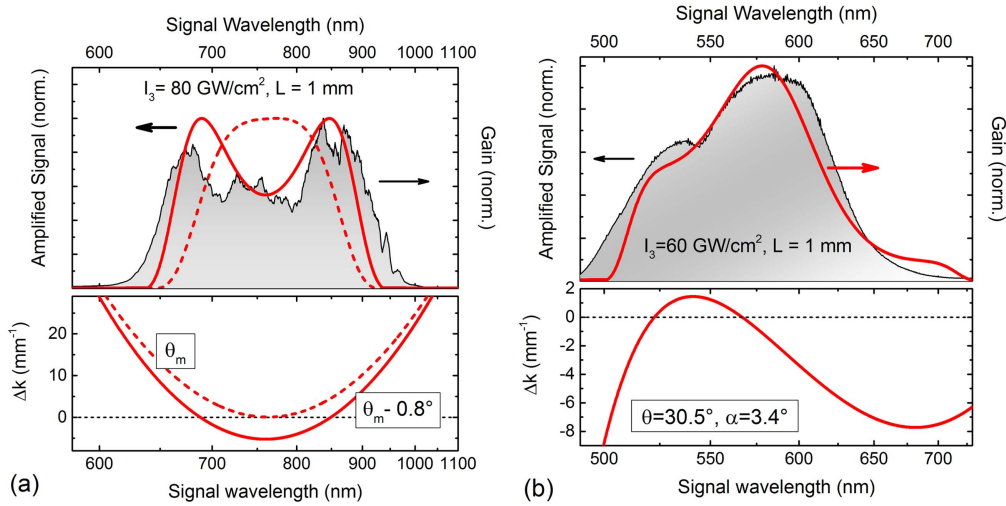 Signal Wavelength (nm)
600 700 800 900 1000 1100
I₃= 80 GW/cm², L = 1 mm
Amplified Signal (norm.)
Gain (norm.)
Δk (mm⁻¹)
20
10
0
θₘ
θₘ- 0.8°
600 700 800 900 1000 1100
Signal wavelength (nm)
(a)
Signal Wavelength (nm)
500 550 600 650 700
Amplified Signal (norm.)
Gain (norm.)
I₃=60 GW/cm², L = 1 mm
Δk (mm⁻¹)
2
0
-2
-4
-6
-8
θ=30.5°, α=3.4°
500 550 600 650 700
Signal wavelength (nm)
(b)